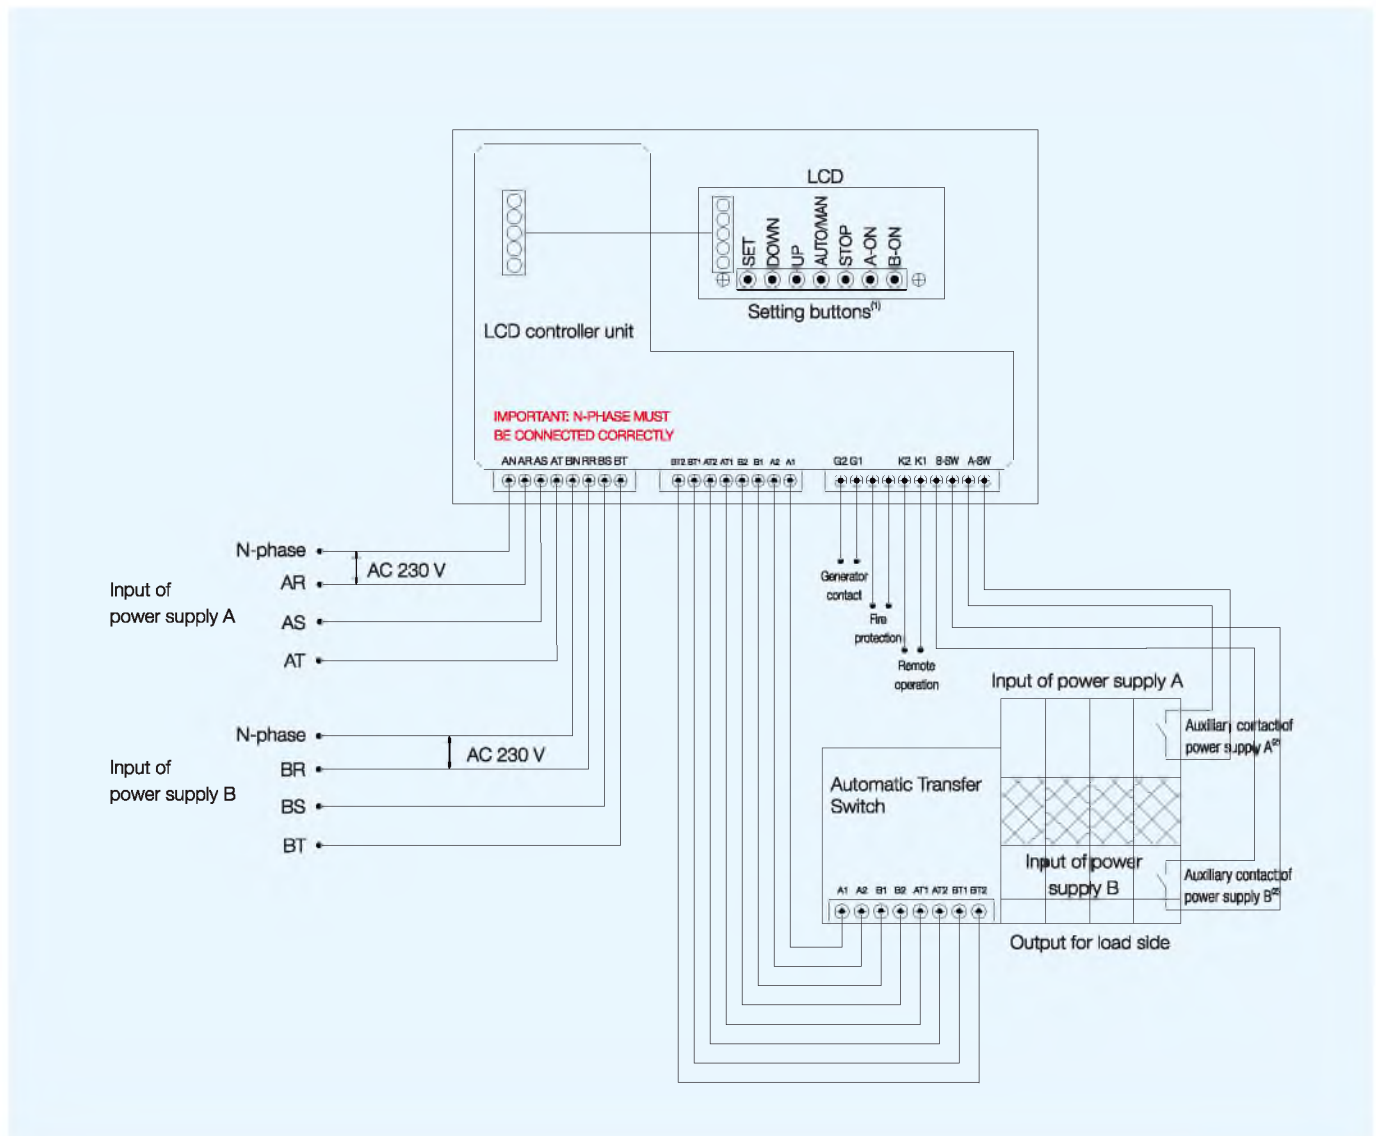 LCD
SET
DOWN
UP
AUTO/MAN
STOP
A-ON
B-ON
Setting buttons(1)
LCD controller unit
IMPORTANT: N-PHASE MUST
BE CONNECTED CORRECTLY
AN AR AS AT BN RR BS BT
BT2 BT1 AT2 AT1 B2 B1 A2 A1
G2 G1 K2 K1 B-SW A-SW
N-phase
AC 230 V
AR
Input of
power supply A
AS
AT
Generator
contact
Fire
protection
Remote
operation
N-phase
AC 230 V
BR
Input of
power supply B
BS
BT
Input of power supply A
Auxiliary contact of
power supply A(2)
Automatic Transfer
Switch
Input of power
supply B
Auxiliary contact of
power supply B(2)
A1 A2 B1 B2 AT1 AT2 BT1 BT2
Output for load side